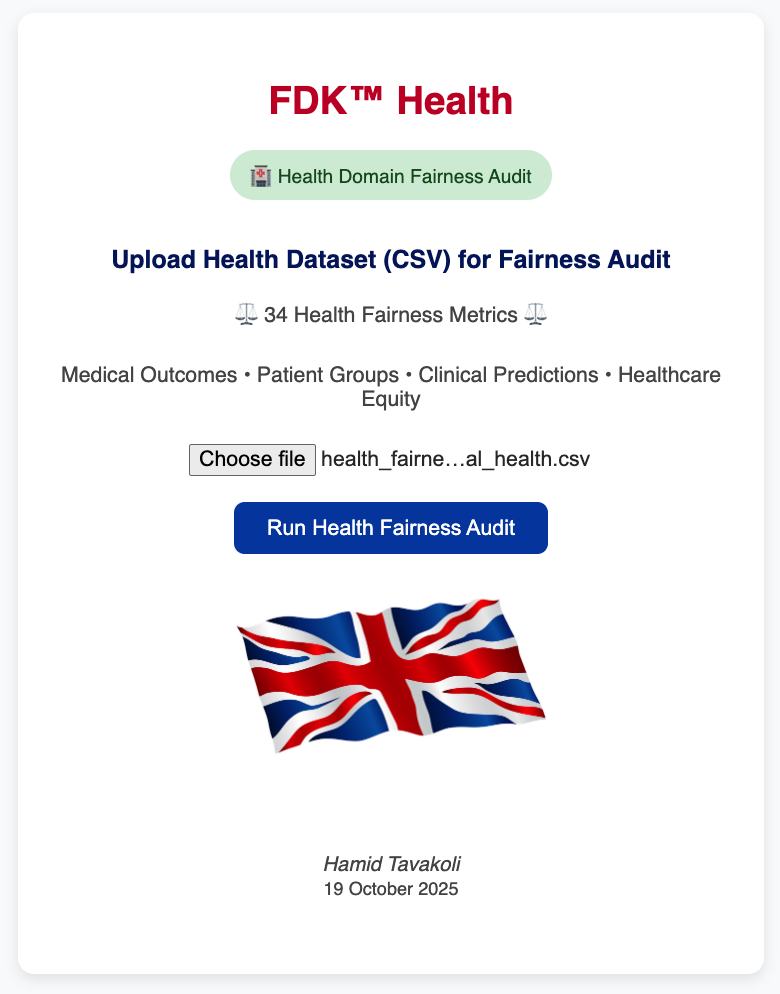 FDK™ Health
🏥 Health Domain Fairness Audit
Upload Health Dataset (CSV) for Fairness Audit
⚖️ 34 Health Fairness Metrics ⚖️
Medical Outcomes • Patient Groups • Clinical Predictions • Healthcare
Equity
Choose file health_fairne…al_health.csv
Run Health Fairness Audit
Hamid Tavakoli
19 October 2025